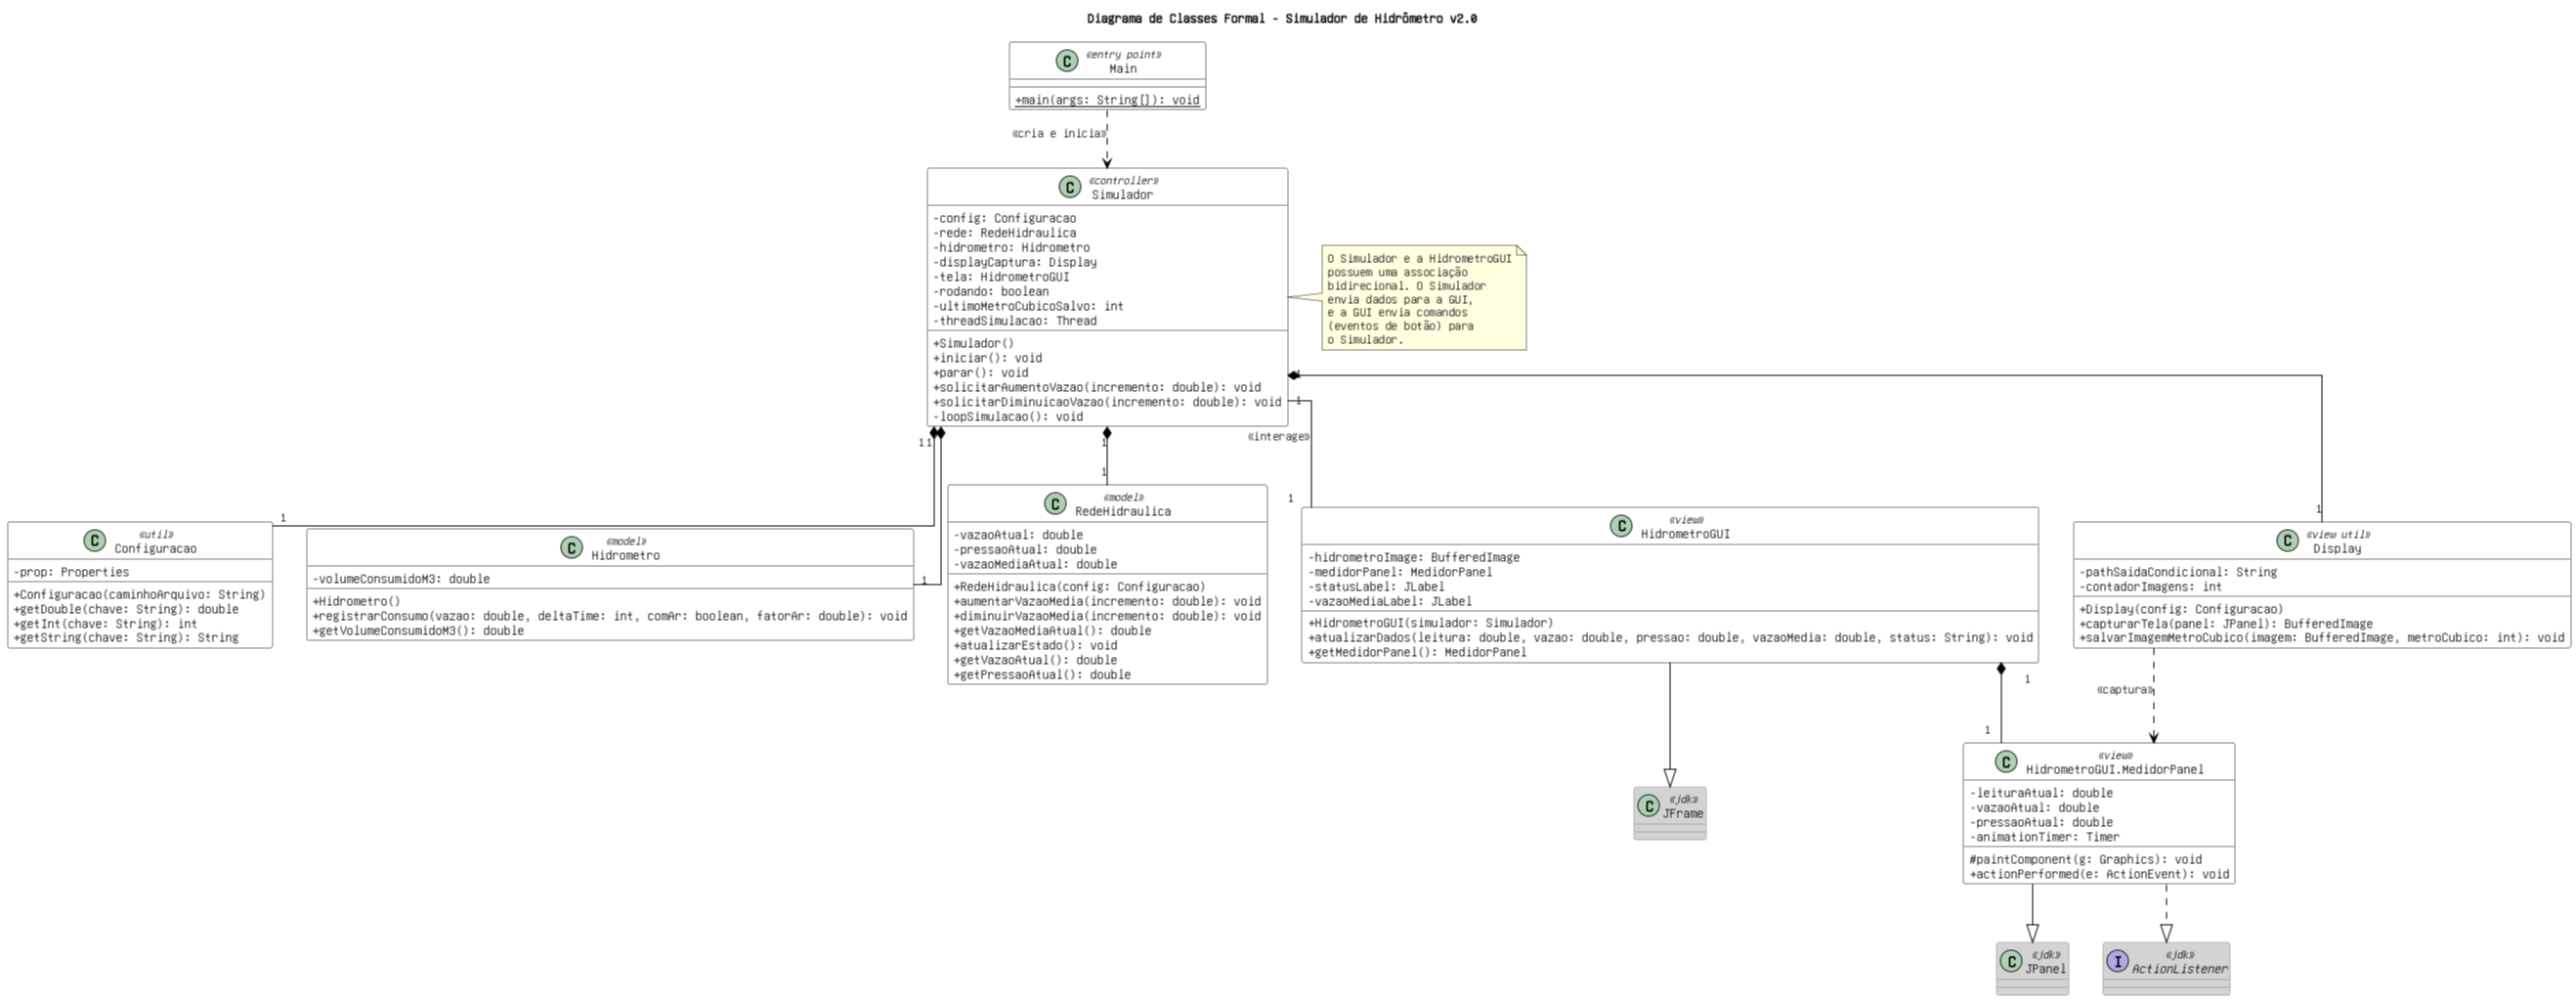 Diagrama de Classes Formal - Simulador de Hidrômetro v2.0
C
«entry point»
Main
+main(args: String[]): void
«cria e inicia»
C
«controller»
Simulador
-config: Configuracao
-rede: RedeHidraulica
-hidrometro: Hidrometro
-displayCaptura: Display
-tela: HidrometroGUI
-rodando: boolean
-ultimoMetroCubicoSalvo: int
-threadSimulacao: Thread
+Simulador()
+iniciar(): void
+parar(): void
+solicitarAumentoVazao(incremento: double): void
+solicitarDiminuicaoVazao(incremento: double): void
-loopSimulacao(): void
O Simulador e a HidrometroGUI
possuem uma associação
bidirecional. O Simulador
envia dados para a GUI,
e a GUI envia comandos
(eventos de botão) para
o Simulador.
1
1
1
1
1
«interage»
1
1
1
1
1
1
C
«util»
Configuracao
-prop: Properties
+Configuracao(caminhoArquivo: String)
+getDouble(chave: String): double
+getInt(chave: String): int
+getString(chave: String): String
C
«model»
Hidrometro
-volumeConsumidoM3: double
+Hidrometro()
+registrarConsumo(vazao: double, deltaTime: int, comAr: boolean, fatorAr: double): void
+getVolumeConsumidoM3(): double
C
«model»
RedeHidraulica
-vazaoAtual: double
-pressaoAtual: double
-vazaoMediaAtual: double
+RedeHidraulica(config: Configuracao)
+aumentarVazaoMedia(incremento: double): void
+diminuirVazaoMedia(incremento: double): void
+getVazaoMediaAtual(): double
+atualizarEstado(): void
+getVazaoAtual(): double
+getPressaoAtual(): double
C
«view»
HidrometroGUI
-hidrometroImage: BufferedImage
-medidorPanel: MedidorPanel
-statusLabel: JLabel
-vazaoMediaLabel: JLabel
+HidrometroGUI(simulador: Simulador)
+atualizarDados(leitura: double, vazao: double, pressao: double, vazaoMedia: double, status: String): void
+getMedidorPanel(): MedidorPanel
C
«view util»
Display
-pathSaidaCondicional: String
-contadorImagens: int
+Display(config: Configuracao)
+capturarTela(panel: JPanel): BufferedImage
+salvarImagemMetroCubico(imagem: BufferedImage, metroCubico: int): void
1
«captura»
1
C
«jdk»
JFrame
C
«view»
HidrometroGUI.MedidorPanel
-leituraAtual: double
-vazaoAtual: double
-pressaoAtual: double
-animationTimer: Timer
#paintComponent(g: Graphics): void
+actionPerformed(e: ActionEvent): void
C
«jdk»
JPanel
I
«jdk»
ActionListener